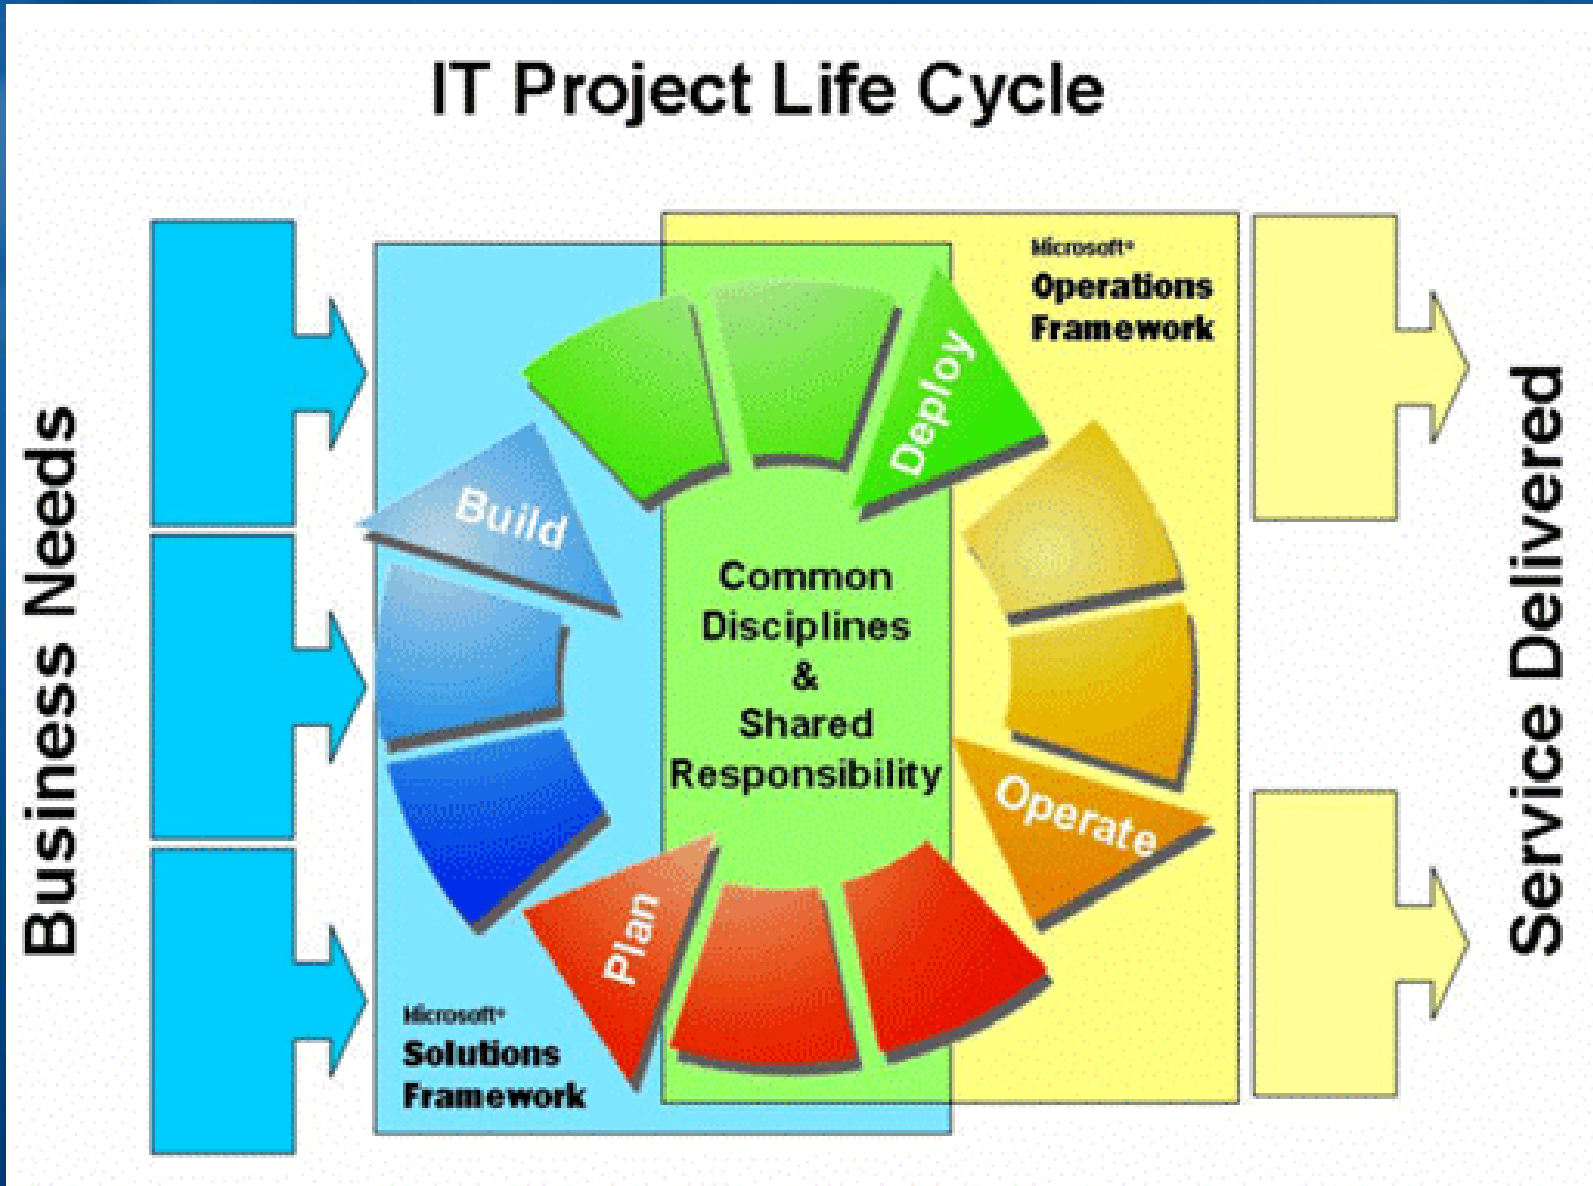 IT Project Life Cycle
Business Needs
Microsoft®
Operations
Framework
Deploy
Build
Common
Disciplines
&
Shared
Responsibility
Operate
Plan
Microsoft®
Solutions
Framework
Service Delivered